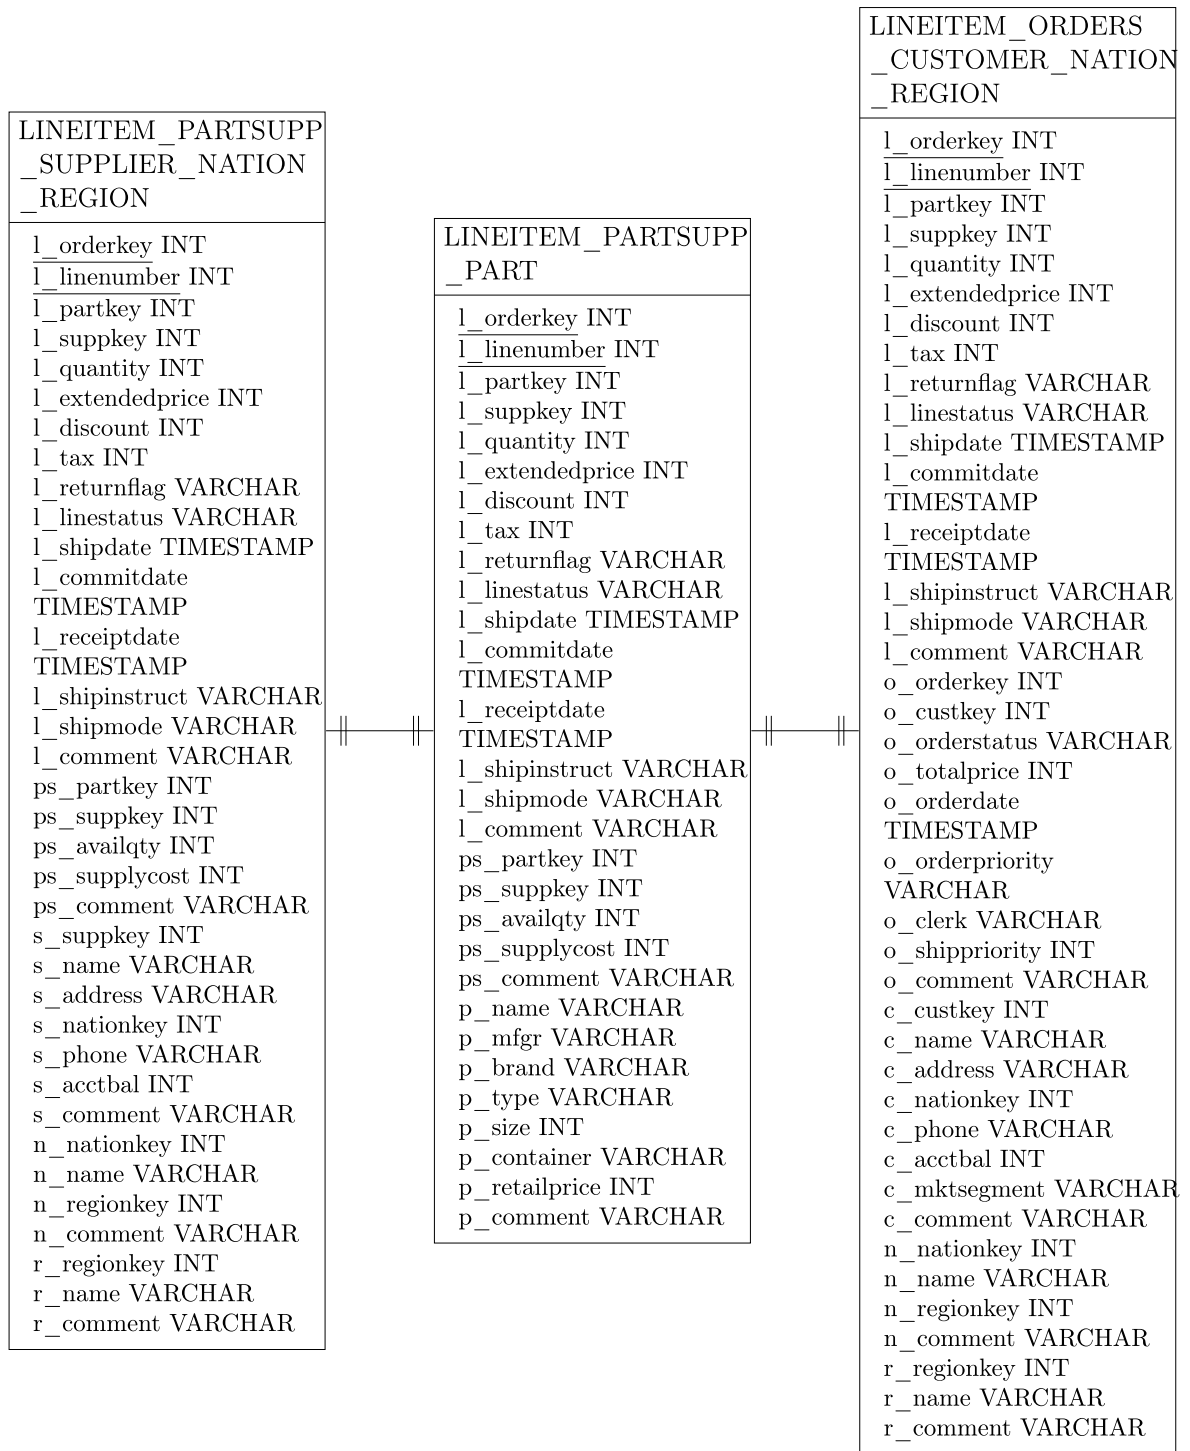 LINEITEM_PARTSUPP
_SUPPLIER_NATION
_REGION
l_orderkey INT
l_linenumber INT
l_partkey INT
l_suppkey INT
l_quantity INT
l_extendedprice INT
l_discount INT
l_tax INT
l_returnflag VARCHAR
l_linestatus VARCHAR
l_shipdate TIMESTAMP
l_commitdate
TIMESTAMP
l_receiptdate
TIMESTAMP
l_shipinstruct VARCHAR
l_shipmode VARCHAR
l_comment VARCHAR
ps_partkey INT
ps_suppkey INT
ps_availqty INT
ps_supplycost INT
ps_comment VARCHAR
s_suppkey INT
s_name VARCHAR
s_address VARCHAR
s_nationkey INT
s_phone VARCHAR
s_acctbal INT
s_comment VARCHAR
n_nationkey INT
n_name VARCHAR
n_regionkey INT
n_comment VARCHAR
r_regionkey INT
r_name VARCHAR
r_comment VARCHAR
LINEITEM_PARTSUPP
_PART
l_orderkey INT
l_linenumber INT
l_partkey INT
l_suppkey INT
l_quantity INT
l_extendedprice INT
l_discount INT
l_tax INT
l_returnflag VARCHAR
l_linestatus VARCHAR
l_shipdate TIMESTAMP
l_commitdate
TIMESTAMP
l_receiptdate
TIMESTAMP
l_shipinstruct VARCHAR
l_shipmode VARCHAR
l_comment VARCHAR
ps_partkey INT
ps_suppkey INT
ps_availqty INT
ps_supplycost INT
ps_comment VARCHAR
p_name VARCHAR
p_mfgr VARCHAR
p_brand VARCHAR
p_type VARCHAR
p_size INT
p_container VARCHAR
p_retailprice INT
p_comment VARCHAR
LINEITEM_ORDERS
_CUSTOMER_NATION
_REGION
l_orderkey INT
l_linenumber INT
l_partkey INT
l_suppkey INT
l_quantity INT
l_extendedprice INT
l_discount INT
l_tax INT
l_returnflag VARCHAR
l_linestatus VARCHAR
l_shipdate TIMESTAMP
l_commitdate
TIMESTAMP
l_receiptdate
TIMESTAMP
l_shipinstruct VARCHAR
l_shipmode VARCHAR
l_comment VARCHAR
o_orderkey INT
o_custkey INT
o_orderstatus VARCHAR
o_totalprice INT
o_orderdate
TIMESTAMP
o_orderpriority
VARCHAR
o_clerk VARCHAR
o_shippriority INT
o_comment VARCHAR
c_custkey INT
c_name VARCHAR
c_address VARCHAR
c_nationkey INT
c_phone VARCHAR
c_acctbal INT
c_mktsegment VARCHAR
c_comment VARCHAR
n_nationkey INT
n_name VARCHAR
n_regionkey INT
n_comment VARCHAR
r_regionkey INT
r_name VARCHAR
r_comment VARCHAR